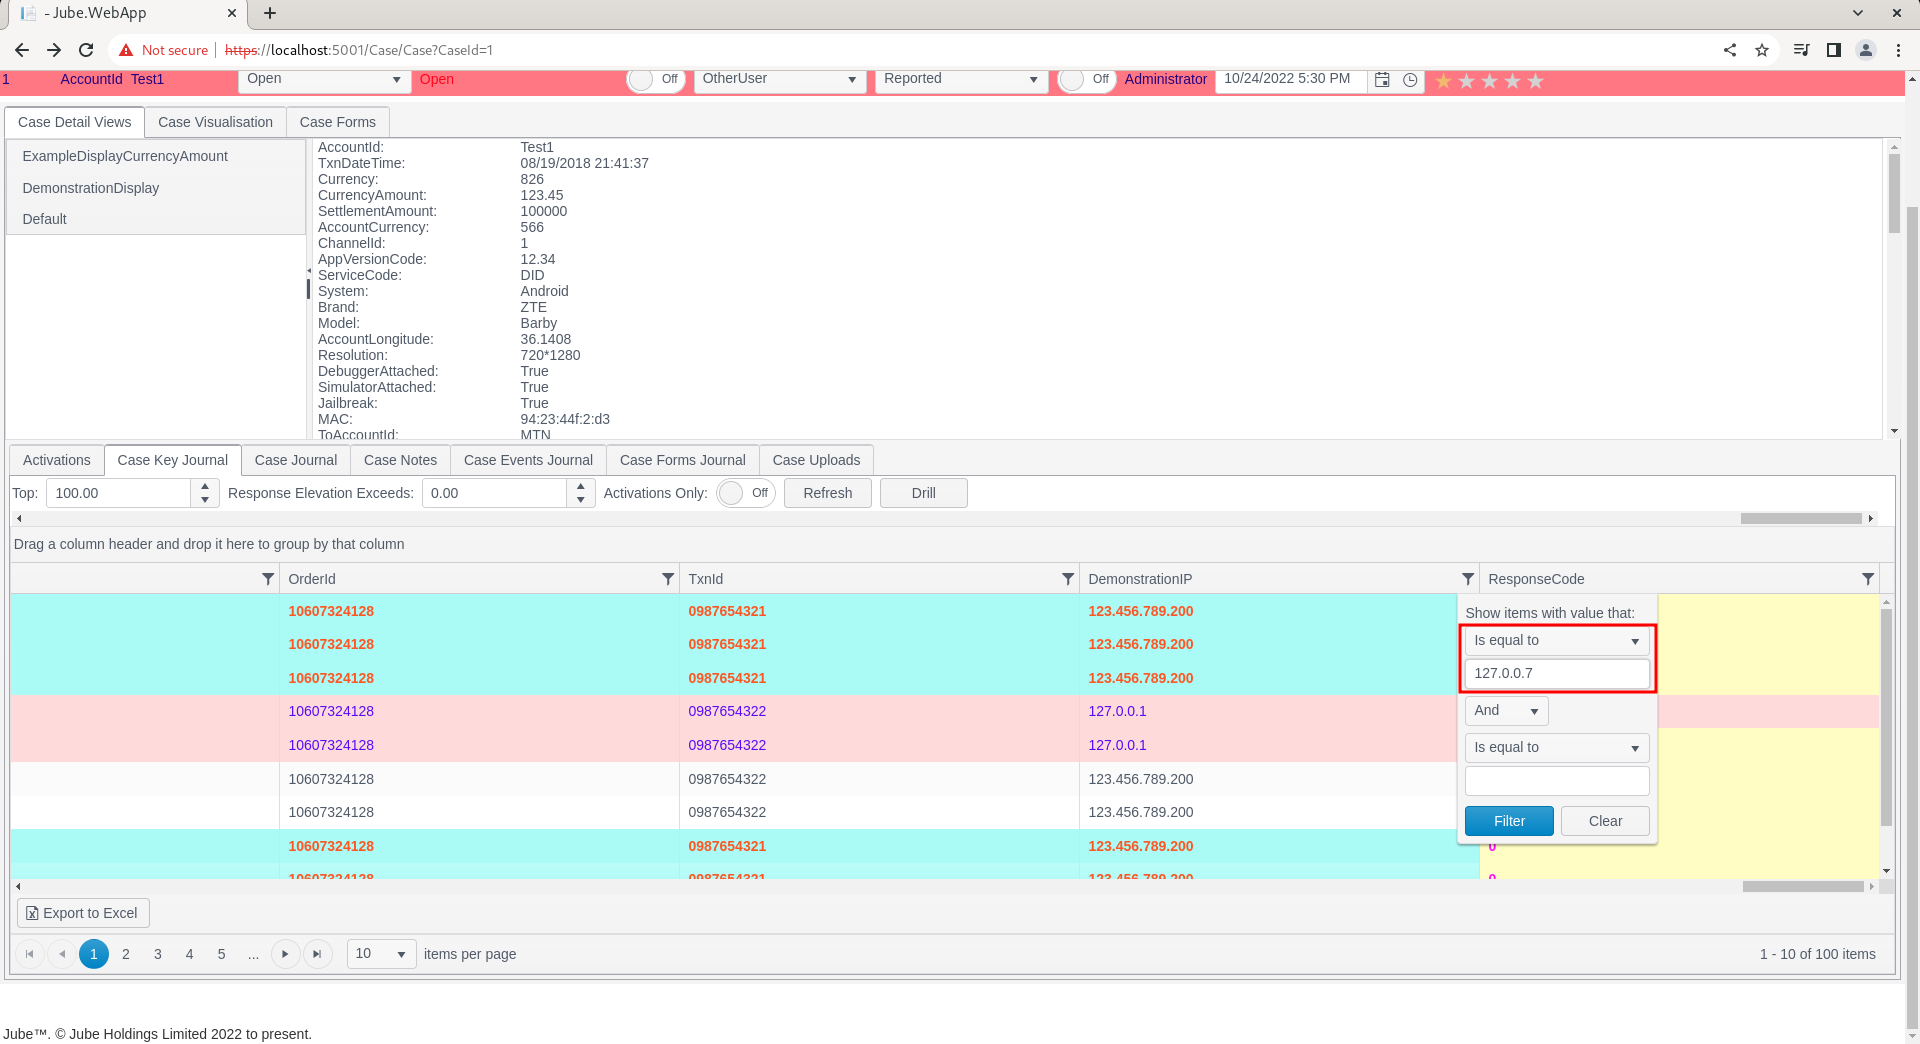 - Jube.WebApp
Not secure https://localhost:5001/Case/Case?CaseId=1
1 AccountId Test1 Open Open Off OtherUser Reported Off Administrator 10/24/2022 5:30 PM
Case Detail Views Case Visualisation Case Forms
ExampleDisplayCurrencyAmount
DemonstrationDisplay
Default
AccountId: Test1
TxnDateTime: 08/19/2018 21:41:37
Currency: 826
CurrencyAmount: 123.45
SettlementAmount: 100000
AccountCurrency: 566
ChannelId: 1
AppVersionCode: 12.34
ServiceCode: DID
System: Android
Brand: ZTE
Model: Barby
AccountLongitude: 36.1408
Resolution: 720*1280
DebuggerAttached: True
SimulatorAttached: True
Jailbreak: True
MAC: 94:23:44f:2:d3
ToAccountId: MTN
Activations Case Key Journal Case Journal Case Notes Case Events Journal Case Forms Journal Case Uploads
Top: 100.00 Response Elevation Exceeds: 0.00 Activations Only: Off Refresh Drill
Drag a column header and drop it here to group by that column
OrderId TxnId DemonstrationIP ResponseCode
10607324128 0987654321 123.456.789.200
10607324128 0987654321 123.456.789.200
10607324128 0987654321 123.456.789.200
10607324128 0987654322 127.0.0.1
10607324128 0987654322 127.0.0.1
10607324128 0987654322 123.456.789.200
10607324128 0987654322 123.456.789.200
10607324128 0987654321 123.456.789.200 0
10607324128 0987654321 123.456.789.200 0
Show items with value that:
Is equal to
127.0.0.7
And
Is equal to
Filter Clear
Export to Excel
1 2 3 4 5 ... 10 items per page 1 - 10 of 100 items
Jube™. © Jube Holdings Limited 2022 to present.